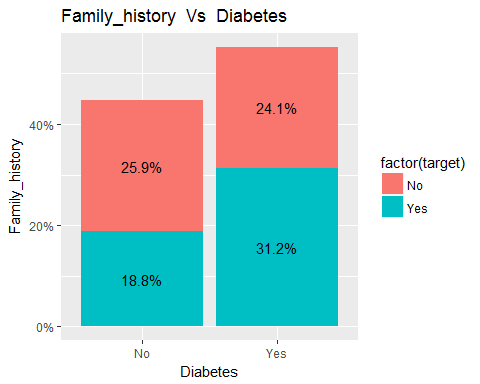 Family_history  Vs  Diabetes
Family_history
40%
20%
0%
25.9%
18.8%
24.1%
31.2%
No
Yes
Diabetes
factor(target)
No
Yes